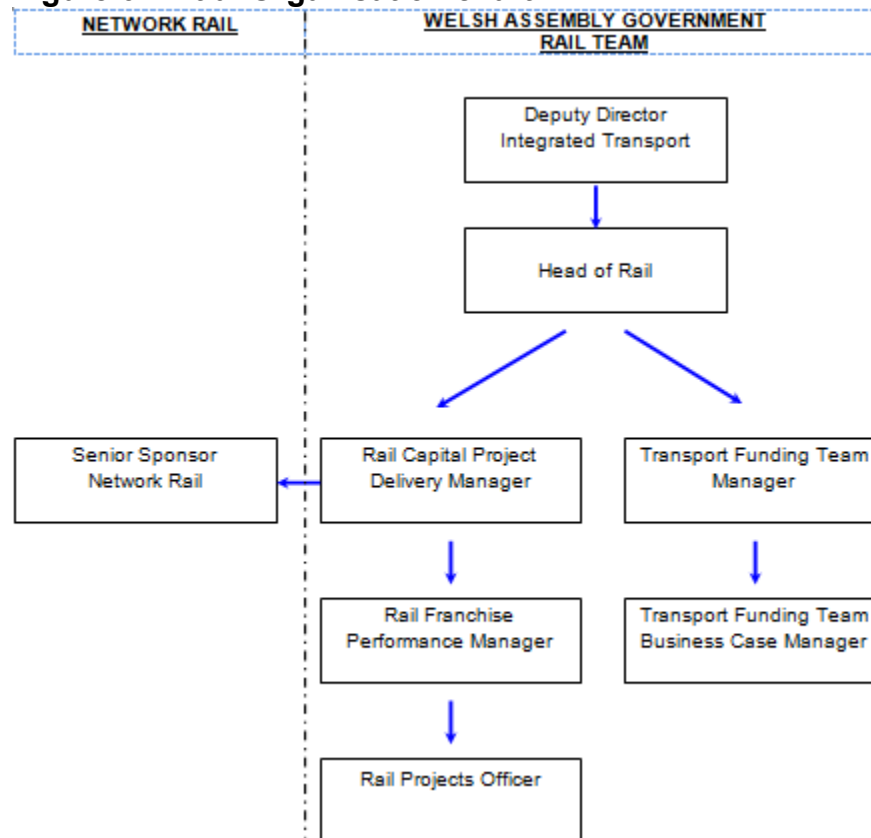 NETWORK RAIL
WELSH ASSEMBLY GOVERNMENT
RAIL TEAM
Deputy Director
Integrated Transport
Head of Rail
Senior Sponsor
Network Rail
Rail Capital Project
Delivery Manager
Transport Funding Team
Manager
Rail Franchise
Performance Manager
Transport Funding Team
Business Case Manager
Rail Projects Officer